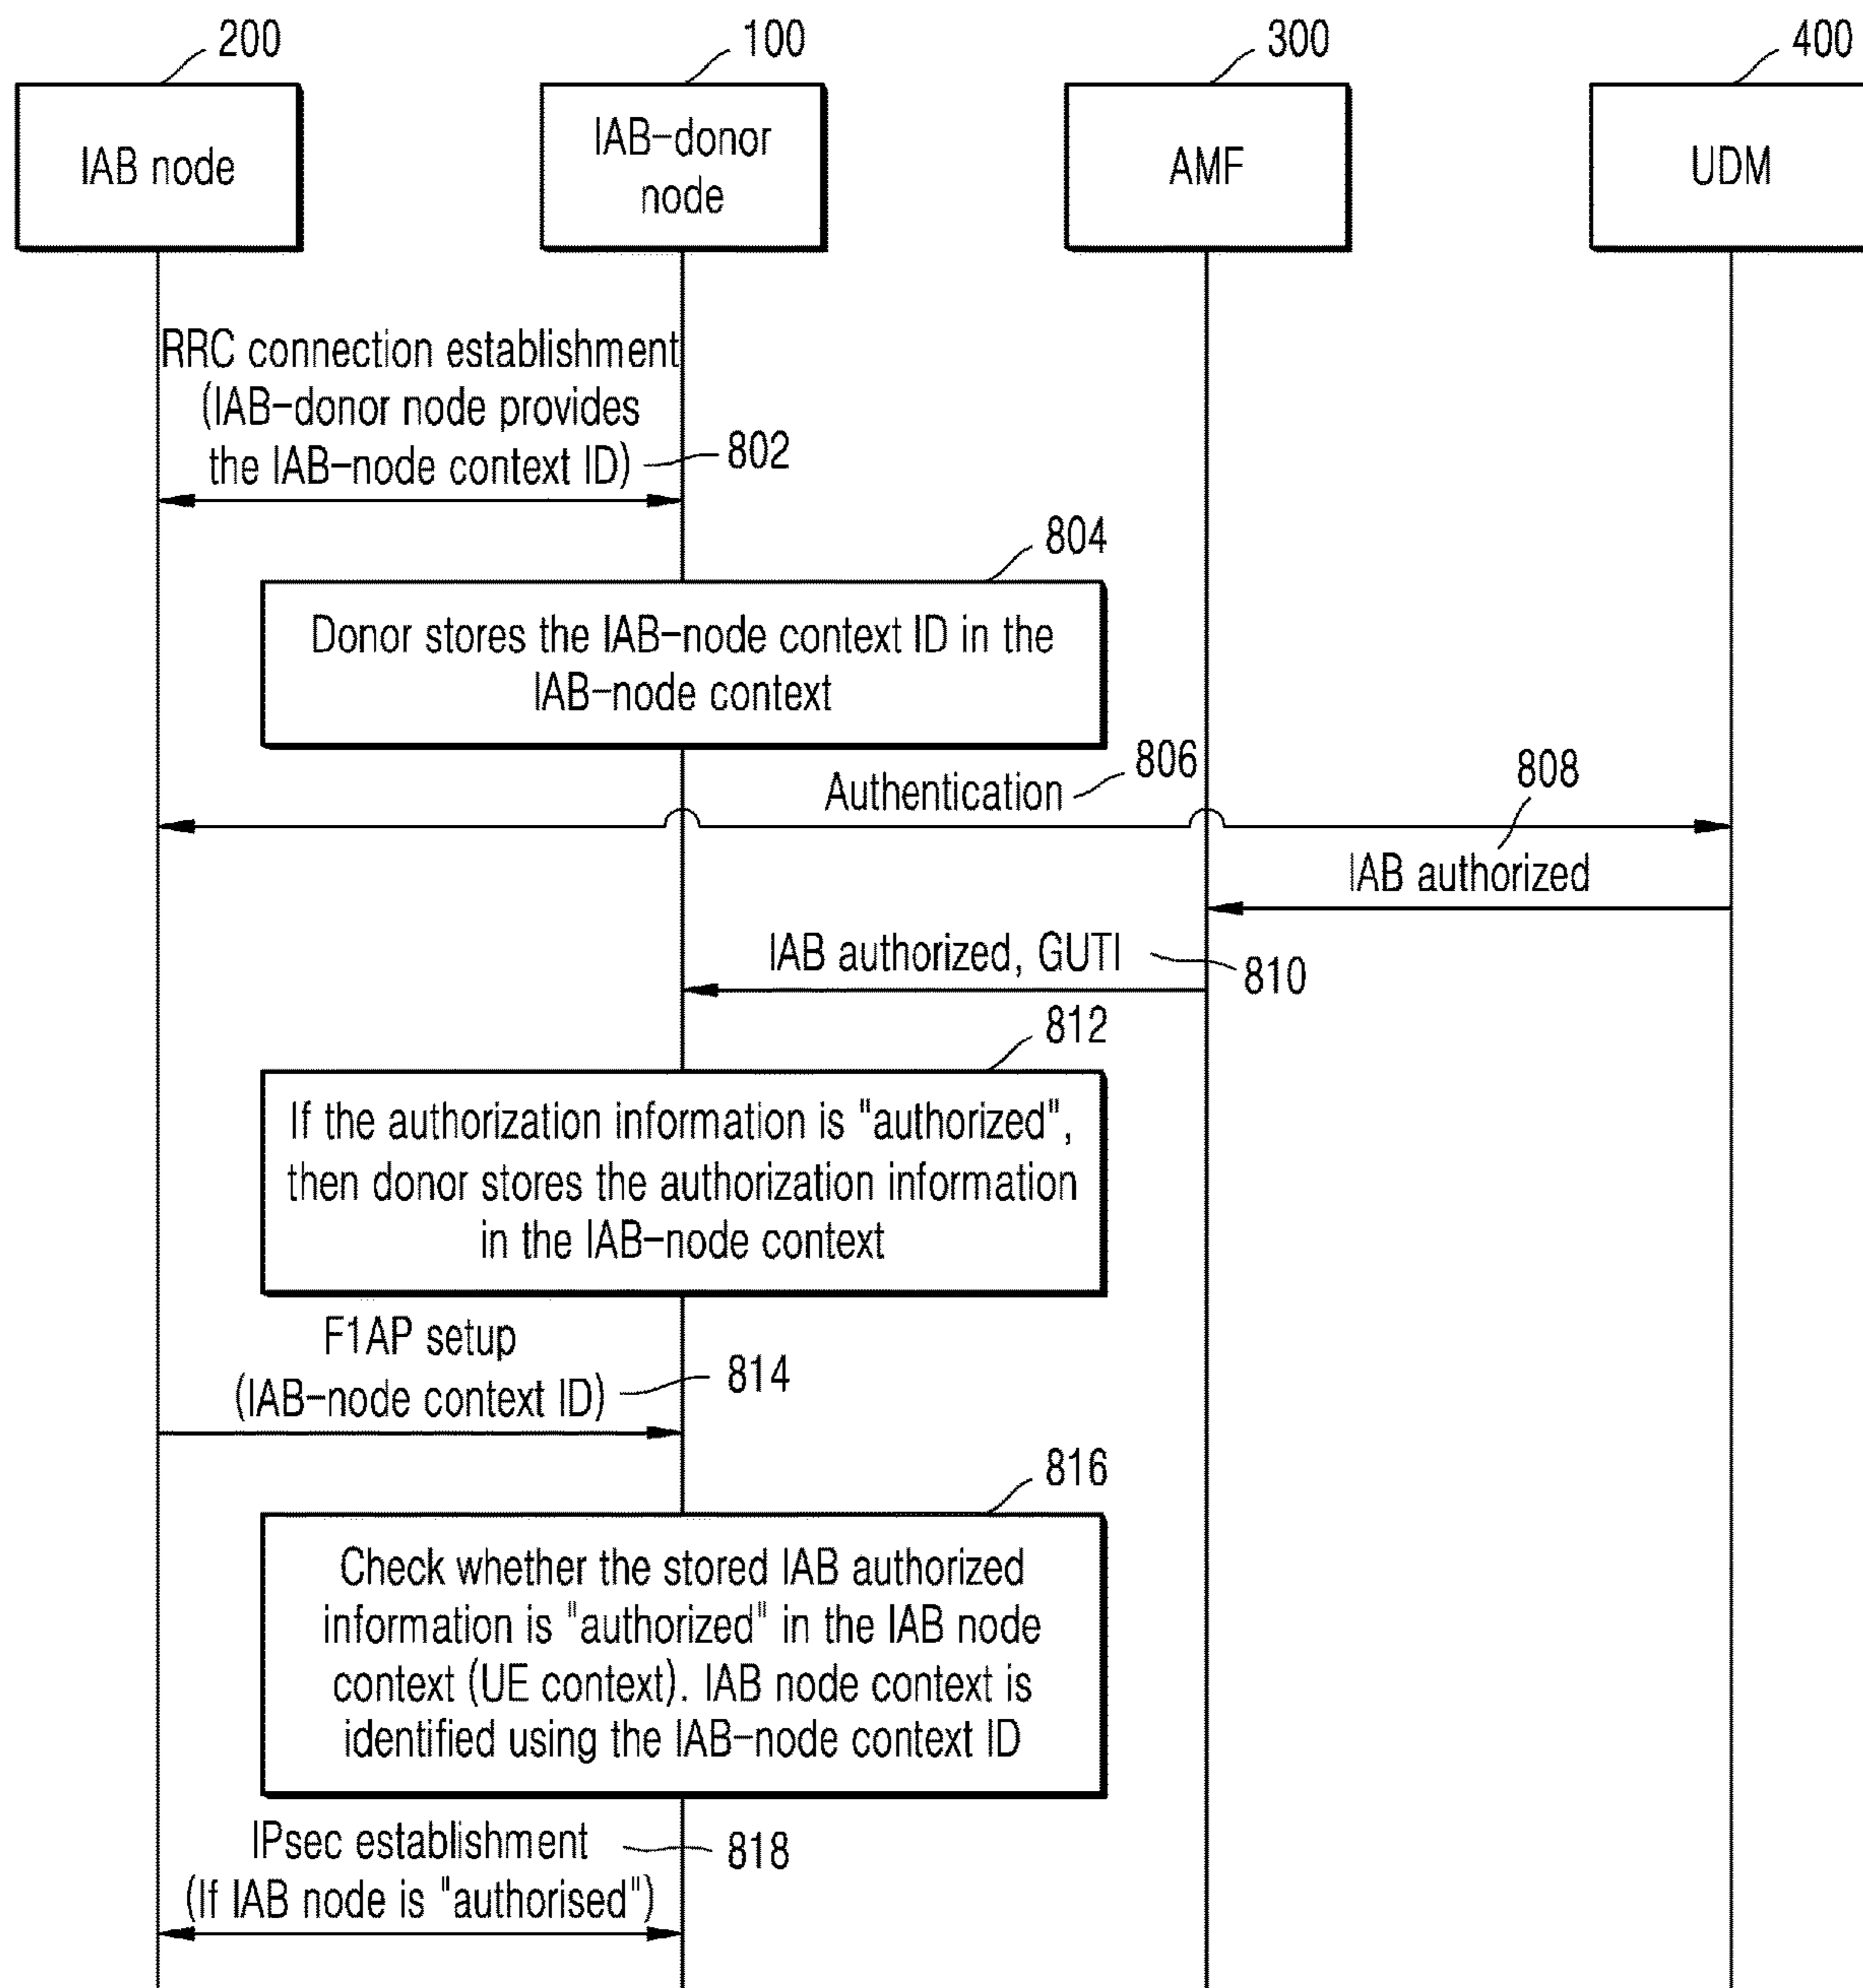 200
100
300
400
IAB node
IAB-donor
node
AMF
UDM
RRC connection establishment
(IAB-donor node provides
the IAB-node context ID)
802
804
Donor stores the IAB-node context ID in the
IAB-node context
Authentication
806
808
IAB authorized
IAB authorized, GUTI
810
812
If the authorization information is "authorized",
then donor stores the authorization information
in the IAB-node context
F1AP setup
(IAB-node context ID)
814
816
Check whether the stored IAB authorized
information is "authorized" in the IAB node
context (UE context). IAB node context is
identified using the IAB-node context ID
IPsec establishment
(If IAB node is "authorised")
818